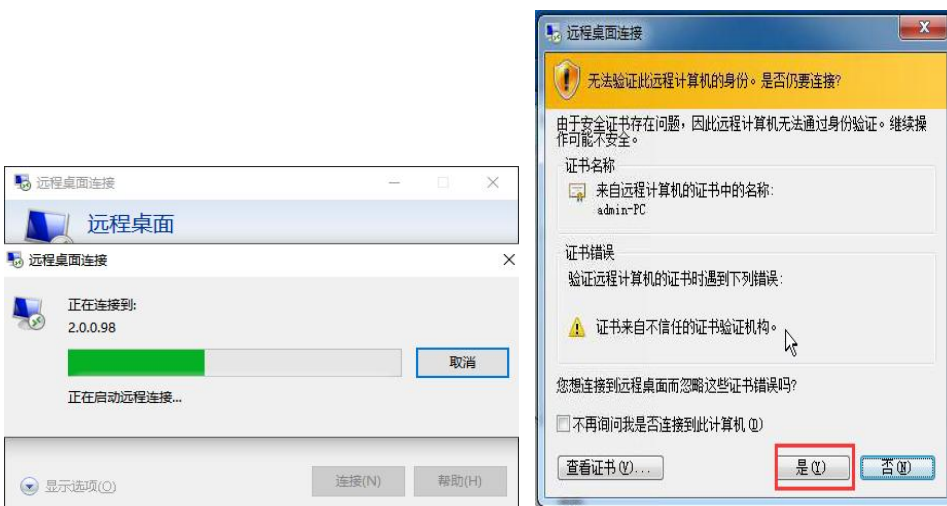 远程桌面连接
远程桌面
远程桌面连接
正在连接到:
2.0.0.98
取消
正在启动远程连接...
显示选项(O)
连接(N)
帮助(H)
远程桌面连接
无法验证此远程计算机的身份。是否仍要连接?
由于安全证书存在问题，因此远程计算机无法通过身份验证。继续操
作可能不安全。
证书名称
来自远程计算机的证书中的名称:
admin-PC
证书错误
验证远程计算机的证书时遇到下列错误:
证书来自不信任的证书验证机构。
您想连接到远程桌面而忽略这些证书错误吗?
不再询问我是否连接到此计算机(D)
查看证书(V)...
是(Y)
否(N)